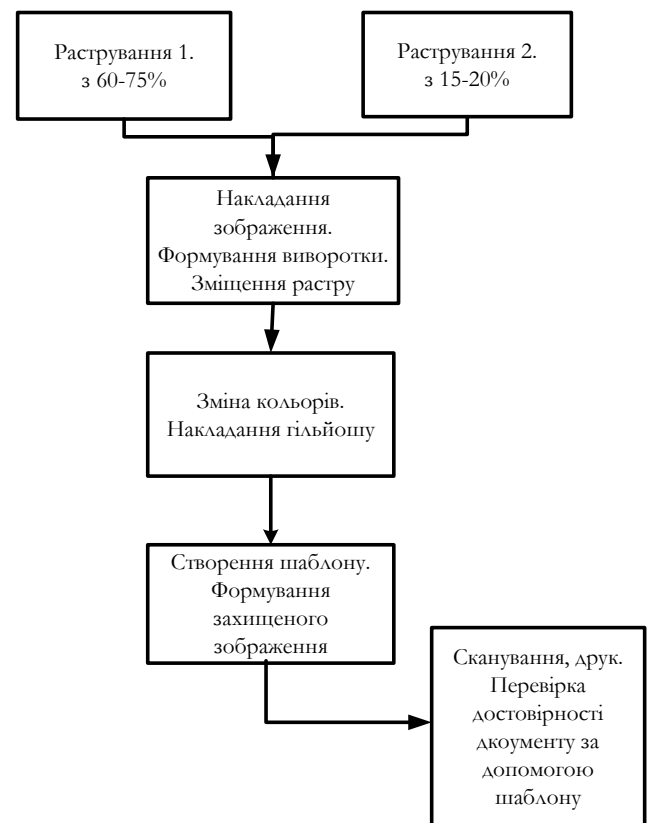 Растрування 1.
з 60-75%
Растрування 2.
з 15-20%
Накладання
зображення.
Формування виворотки.
Зміщення растру
Зміна кольорів.
Накладання гільйошу
Створення шаблону.
Формування
захищеного
зображення
Сканування, друк.
Перевірка
достовірності
дкоументу за
допомогою
шаблону